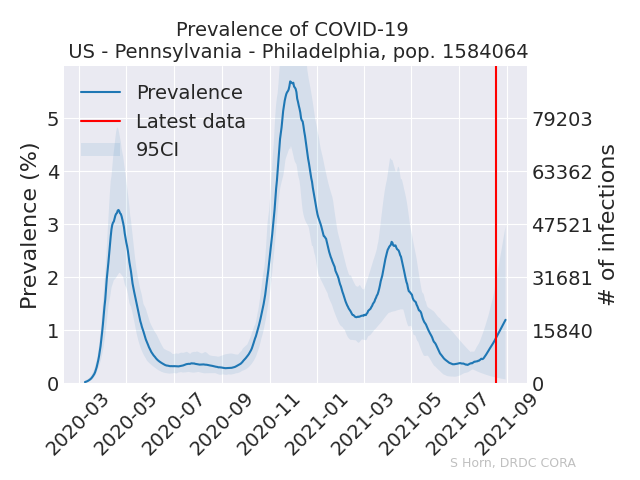 Prevalence of COVID-19
US - Pennsylvania - Philadelphia, pop. 1584064
Prevalence
Latest data
95CI
Prevalence (%)
5
4
3
2
1
0
79203
63362
47521
31681
15840
0
# of infections
2020-03
2020-05
2020-07
2020-09
2020-11
2021-01
2021-03
2021-05
2021-07
2021-09
S Horn, DRDC CORA